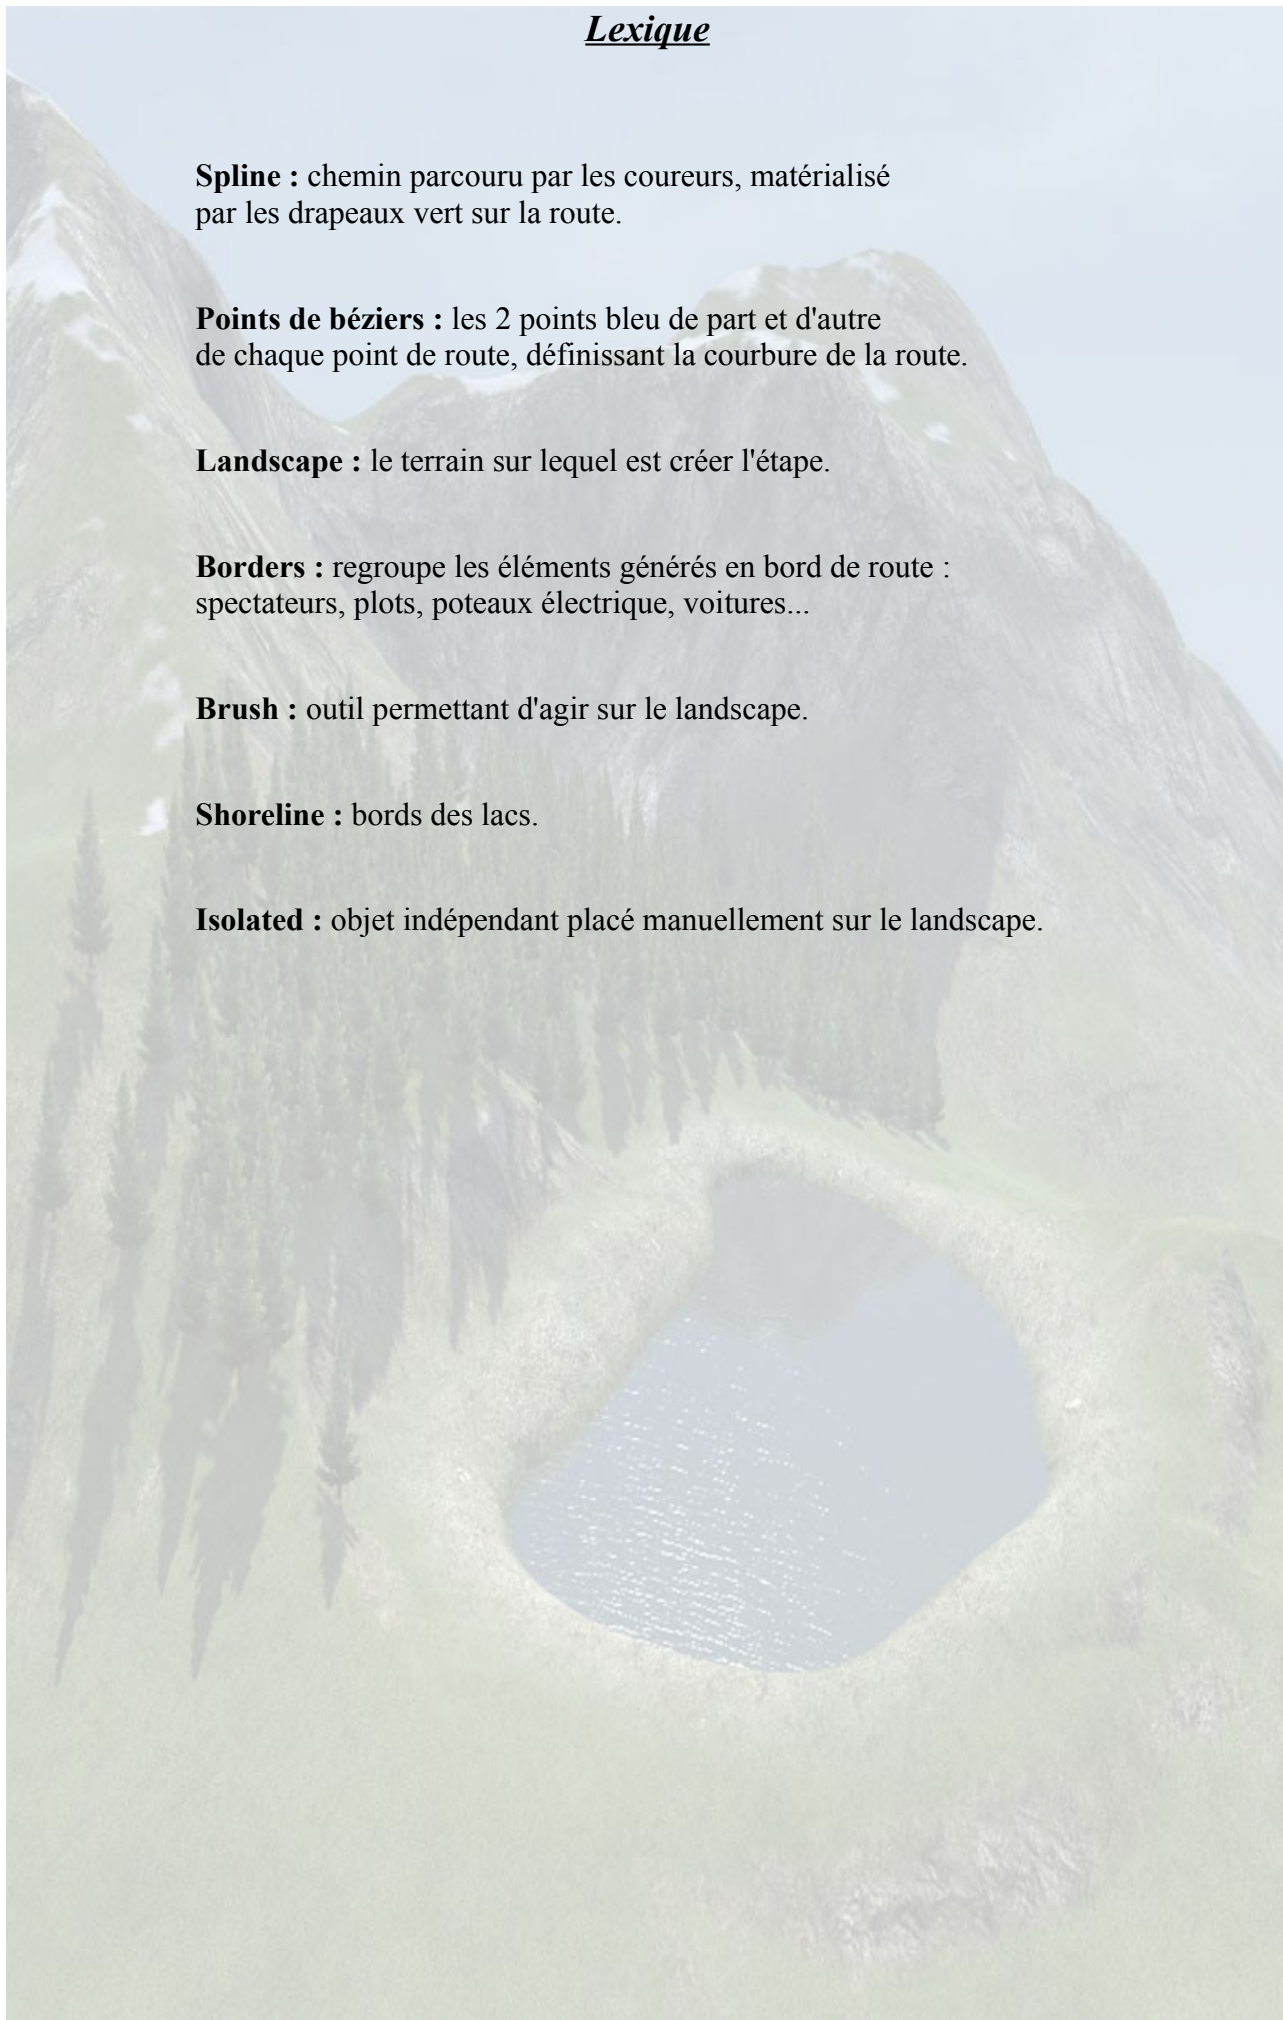 Lexique
Spline : chemin parcouru par les coureurs, matérialisé
par les drapeaux vert sur la route.
Points de béziers : les 2 points bleu de part et d'autre
de chaque point de route, définissant la courbure de la route.
Landscape : le terrain sur lequel est créer l'étape.
Borders : regroupe les éléments générés en bord de route :
spectateurs, plots, poteaux électrique, voitures...
Brush : outil permettant d'agir sur le landscape.
Shoreline : bords des lacs.
Isolated : objet indépendant placé manuellement sur le landscape.